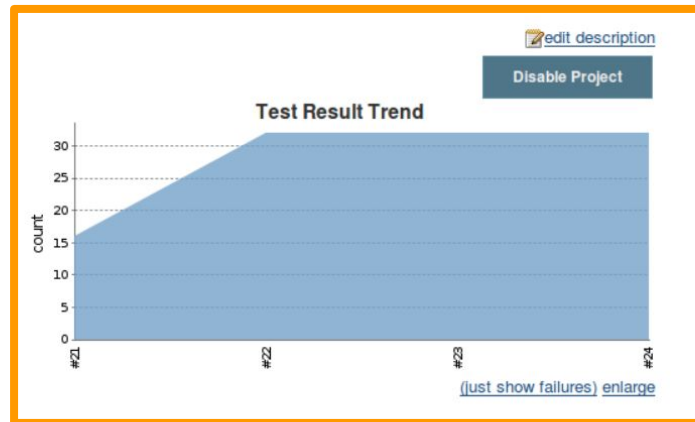 edit description
Disable Project
Test Result Trend
30
25
20
15
10
5
0
count
#21
#22
#23
#24
(just show failures) enlarge